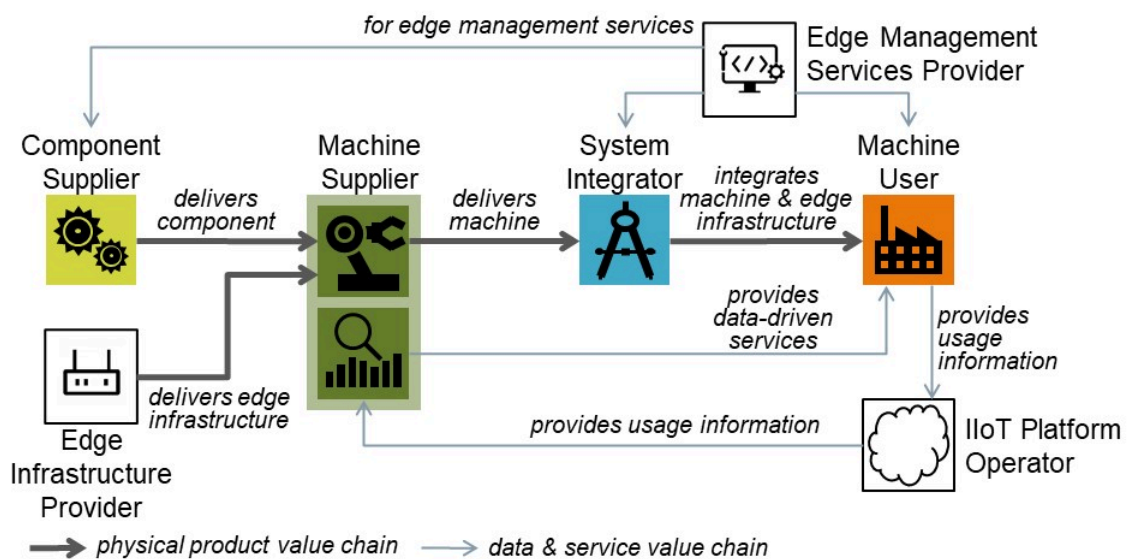 for edge management services
Edge Management
Services Provider
</>
Component
Supplier
Machine
Supplier
System
Integrator
Machine
User
delivers
component
delivers
machine
integrates
machine & edge
infrastructure
provides
data-driven
services
provides
usage
information
delivers edge
infrastructure
provides usage information
Edge
Infrastructure
Provider
IIoT Platform
Operator
physical product value chain
data & service value chain